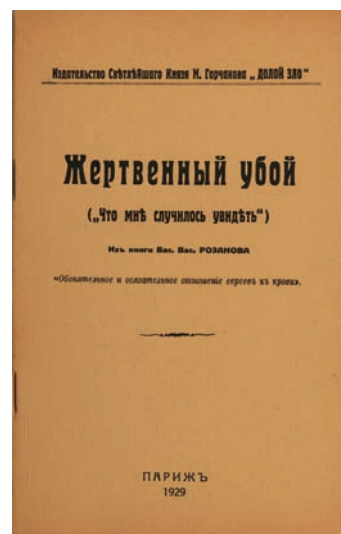 Издательство Свѣтлѣйшаго Князя М. Горчакова „ДОЛОЙ ЗЛО“
Жертвенный убой
(„Что мнѣ случилось увидѣть“)
Изъ книги Вас. Вас. РОЗАНОВА
«Обонятельное и осязательное отношеніе евреевъ къ крови».
ПАРИЖЪ
1929